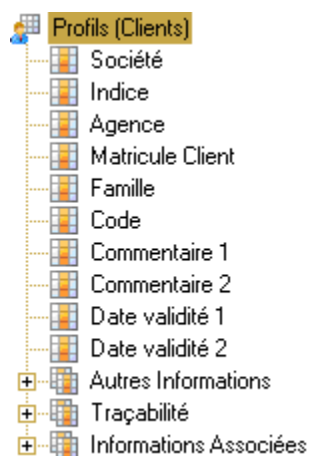 Profils (Clients)
Société
Indice
Agence
Matricule Client
Famille
Code
Commentaire 1
Commentaire 2
Date validité 1
Date validité 2
Autres Informations
Traçabilité
Informations Associées